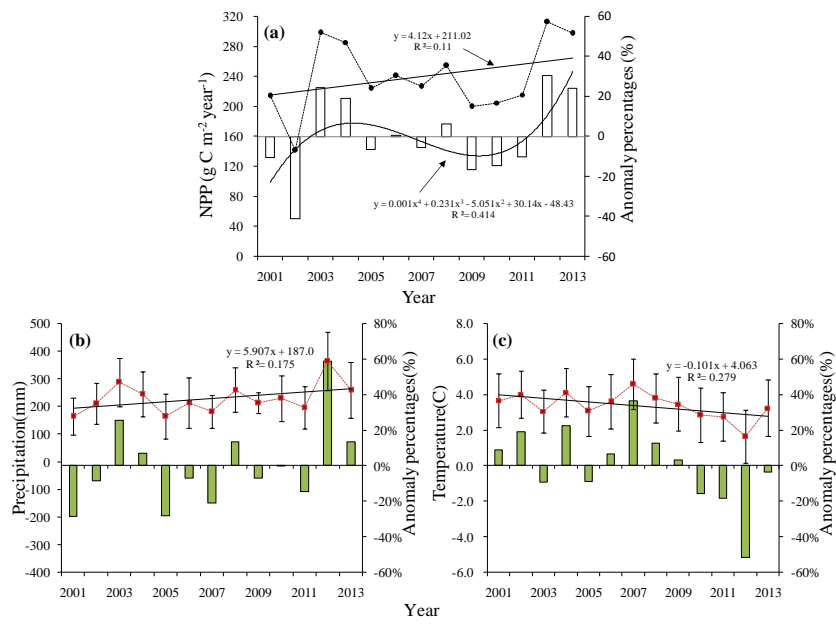 (a)
NPP (g C m-2 year-1)
320
280
240
200
160
120
80
40
0
y = 4.12x + 211.02
R ²= 0.11
y = 0.001x4 + 0.231x3 - 5.051x2 + 30.14x - 48.43
R ²= 0.414
60
40
20
0
-20
-40
-60
Anomaly percentages (%)
2001 2003 2005 2007 2009 2011 2013
Year
(b)
Precipitation(mm)
500
400
300
200
100
0
-100
-200
-300
-400
y = 5.907x + 187.0
R ² = 0.175
80%
60%
40%
20%
0%
-20%
-40%
-60%
Anomaly percentages(%)
2001 2003 2005 2007 2009 2011 2013
(c)
Temperature(C)
8.0
6.0
4.0
2.0
0.0
-2.0
-4.0
-6.0
y = -0.101x + 4.063
R ² = 0.279
80%
60%
40%
20%
0%
-20%
-40%
-60%
Anomaly percentages(%)
2001 2003 2005 2007 2009 2011 2013
Year